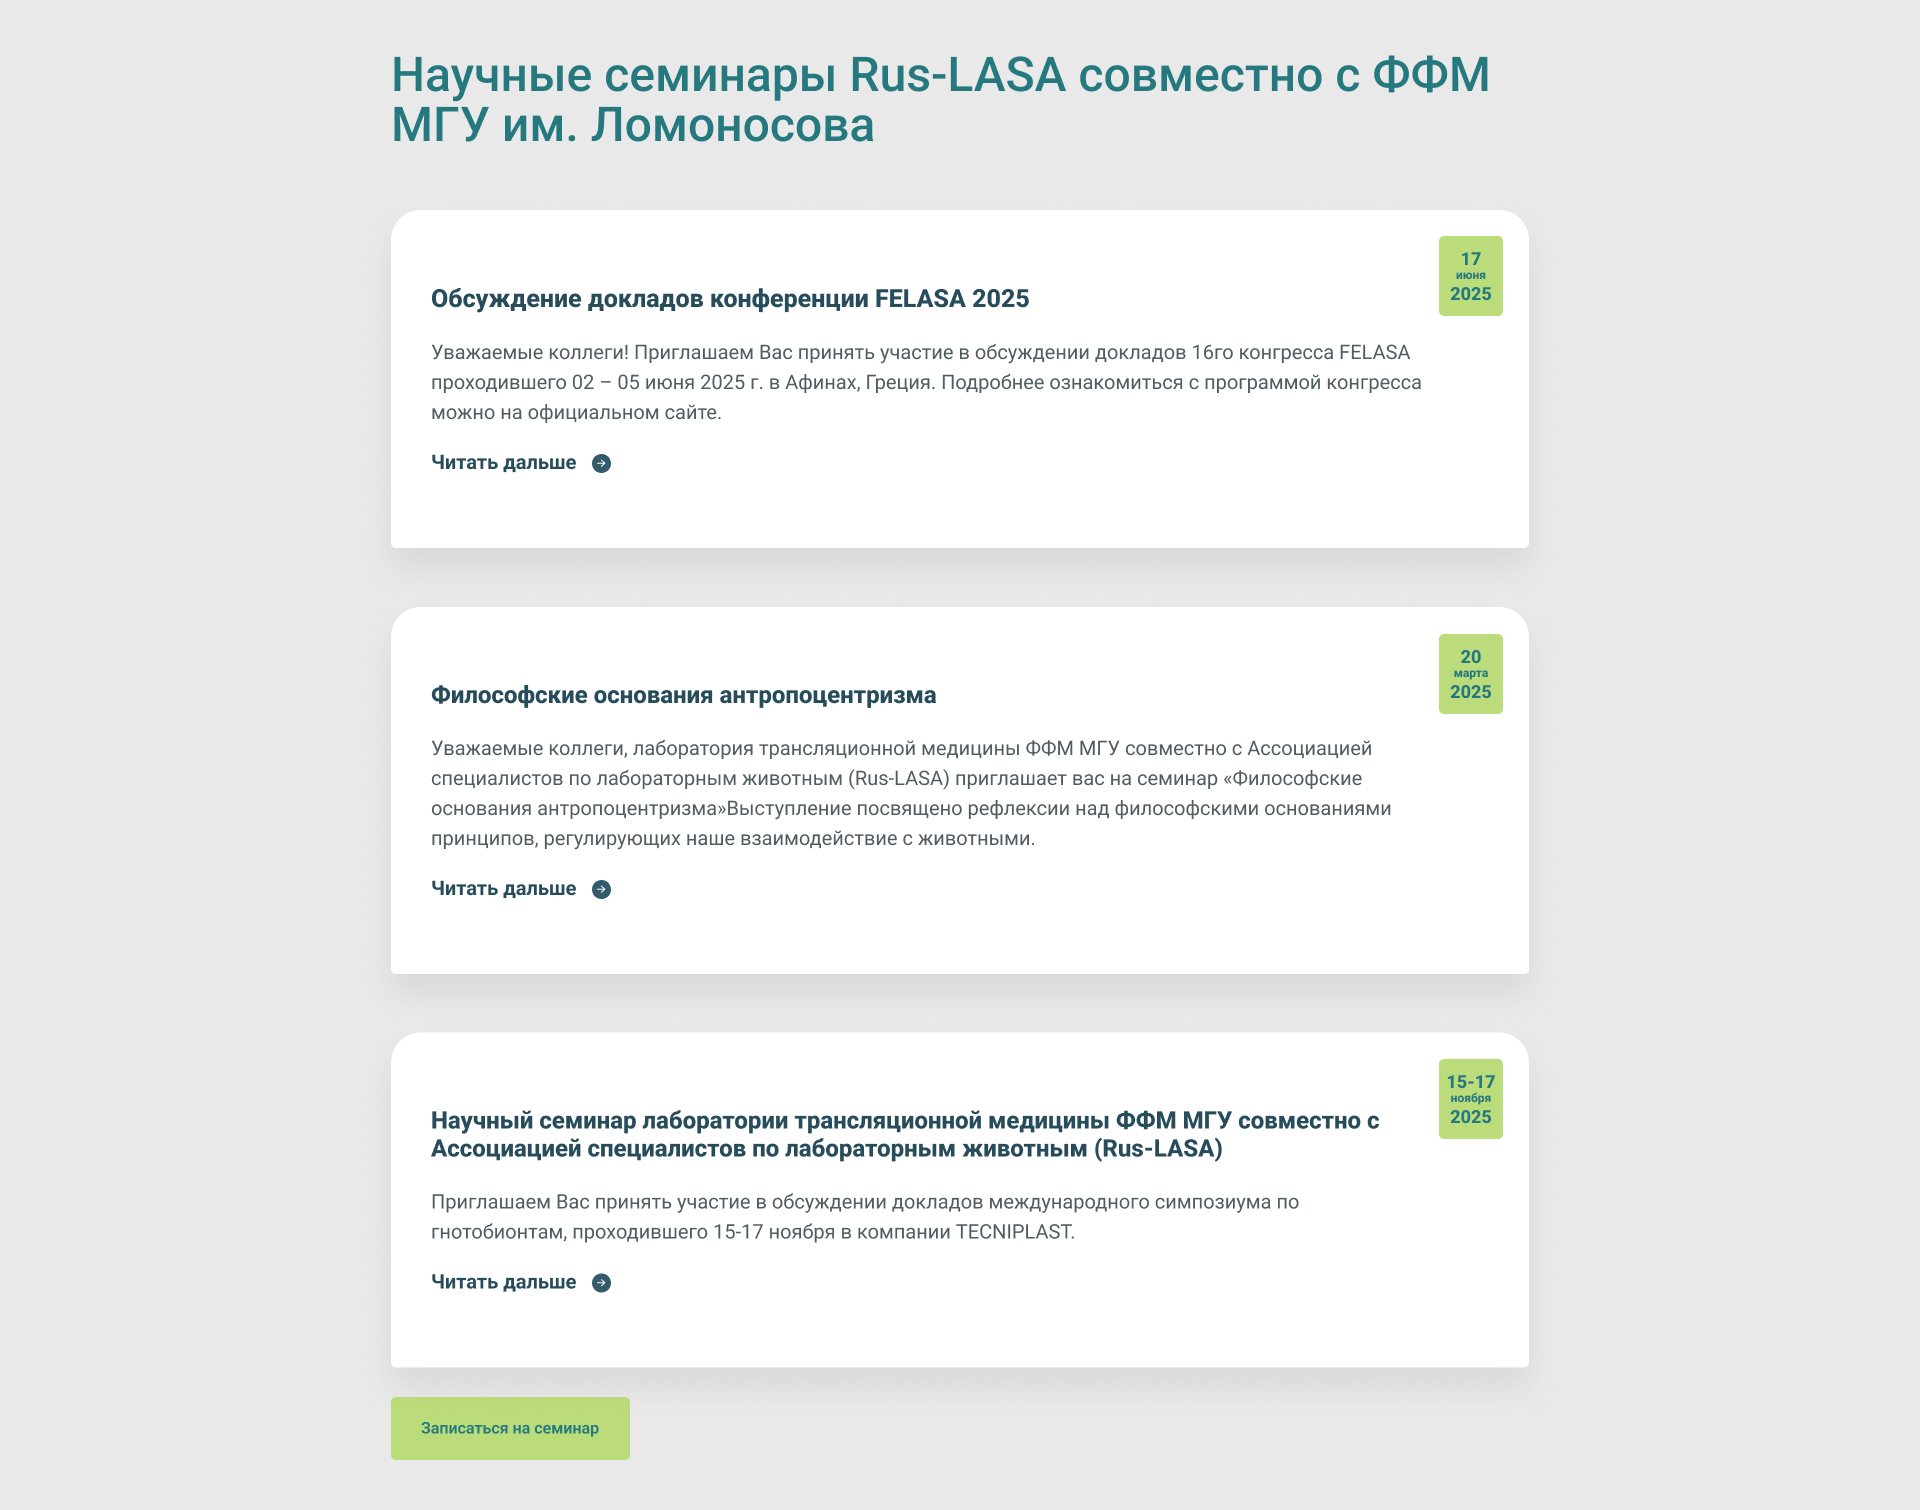 Научные семинары Rus-LASA совместно с ФФМ
МГУ им. Ломоносова
17
июня
2025
Обсуждение докладов конференции FELASA 2025
Уважаемые коллеги! Приглашаем Вас принять участие в обсуждении докладов 16го конгресса FELASA
проходившего 02 – 05 июня 2025 г. в Афинах, Греция. Подробнее ознакомиться с программой конгресса
можно на официальном сайте.
Читать дальше
20
марта
2025
Философские основания антропоцентризма
Уважаемые коллеги, лаборатория трансляционной медицины ФФМ МГУ совместно с Ассоциацией
специалистов по лабораторным животным (Rus-LASA) приглашает вас на семинар «Философские
основания антропоцентризма»Выступление посвящено рефлексии над философскими основаниями
принципов, регулирующих наше взаимодействие с животными.
Читать дальше
15-17
ноября
2025
Научный семинар лаборатории трансляционной медицины ФФМ МГУ совместно с
Ассоциацией специалистов по лабораторным животным (Rus-LASA)
Приглашаем Вас принять участие в обсуждении докладов международного симпозиума по
гнотобионтам, проходившего 15-17 ноября в компании TECNIPLAST.
Читать дальше
Записаться на семинар